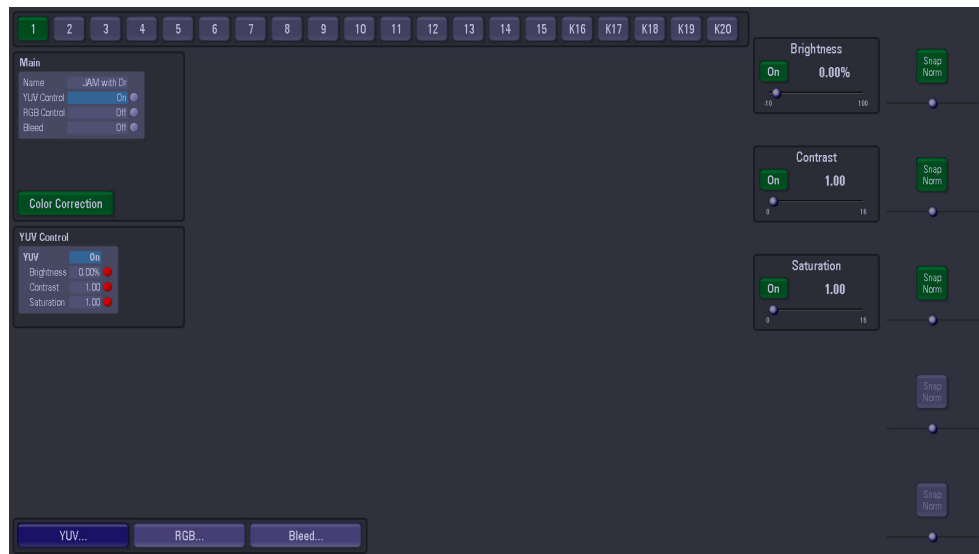 1 2 3 4 5 6 7 8 9 10 11 12 13 14 15 K16 K17 K18 K19 K20
Main
Name JAM with Dr
YUV Control On
RGB Control Off
Bleed Off
Color Correction
YUV Control
YUV On
Brightness 0.00%
Contrast 1.00
Saturation 1.00
Brightness
On 0.00%
-10 100
Snap
Norm
Contrast
On 1.00
0 16
Snap
Norm
Saturation
On 1.00
0 16
Snap
Norm
Snap
Norm
Snap
Norm
YUV... RGB... Bleed...